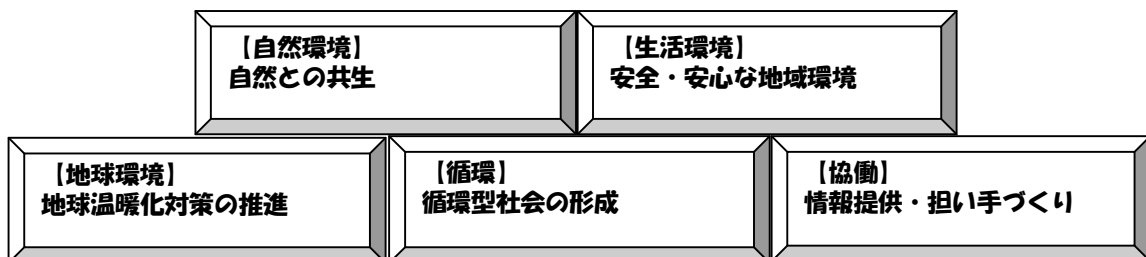 【自然環境】
自然との共生
【生活環境】
安全・安心な地域環境
【地球環境】
地球温暖化対策の推進
【循環】
循環型社会の形成
【協働】
情報提供・担い手づくり